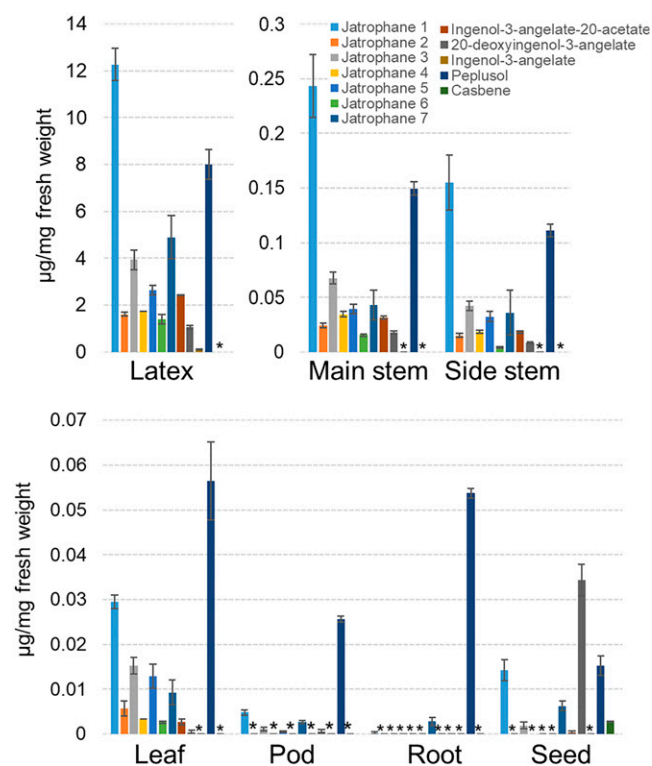 Jatrophane 1
Jatrophane 2
Jatrophane 3
Jatrophane 4
Jatrophane 5
Jatrophane 6
Jatrophane 7
Ingenol-3-angelate-20-acetate
20-deoxyingenol-3-angelate
Ingenol-3-angelate
Peplusol
Casbene
µg/mg fresh weight
14
12
10
8
6
4
2
0
*
Latex
0.3
0.25
0.2
0.15
0.1
0.05
0
* *
* *
Main stem
Side stem
µg/mg fresh weight
0.07
0.06
0.05
0.04
0.03
0.02
0.01
0
* *
* * * * * *
* * * * * * * * *
* * * *
Leaf
Pod
Root
Seed